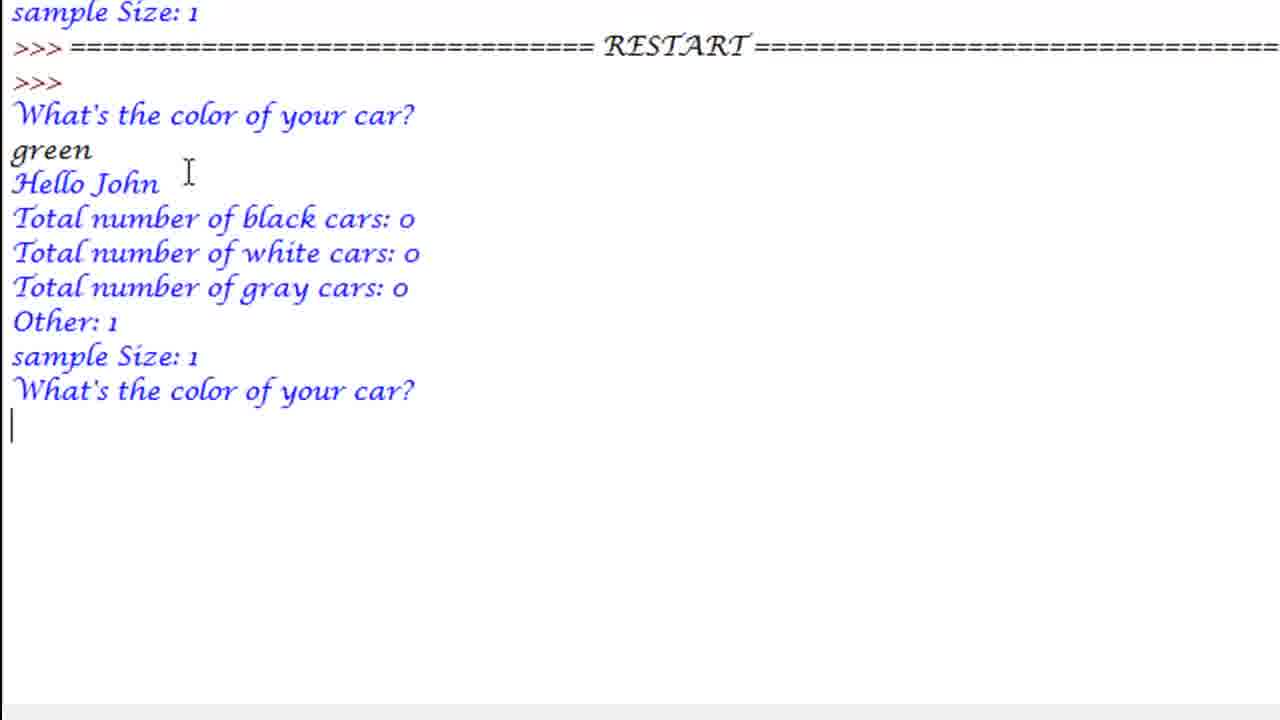 sample Size: 1
>>> ================================ RESTART ================================
>>>
What's the color of your car?
green
Hello John
Total number of black cars: 0
Total number of white cars: 0
Total number of gray cars: 0
Other: 1
sample Size: 1
What's the color of your car?